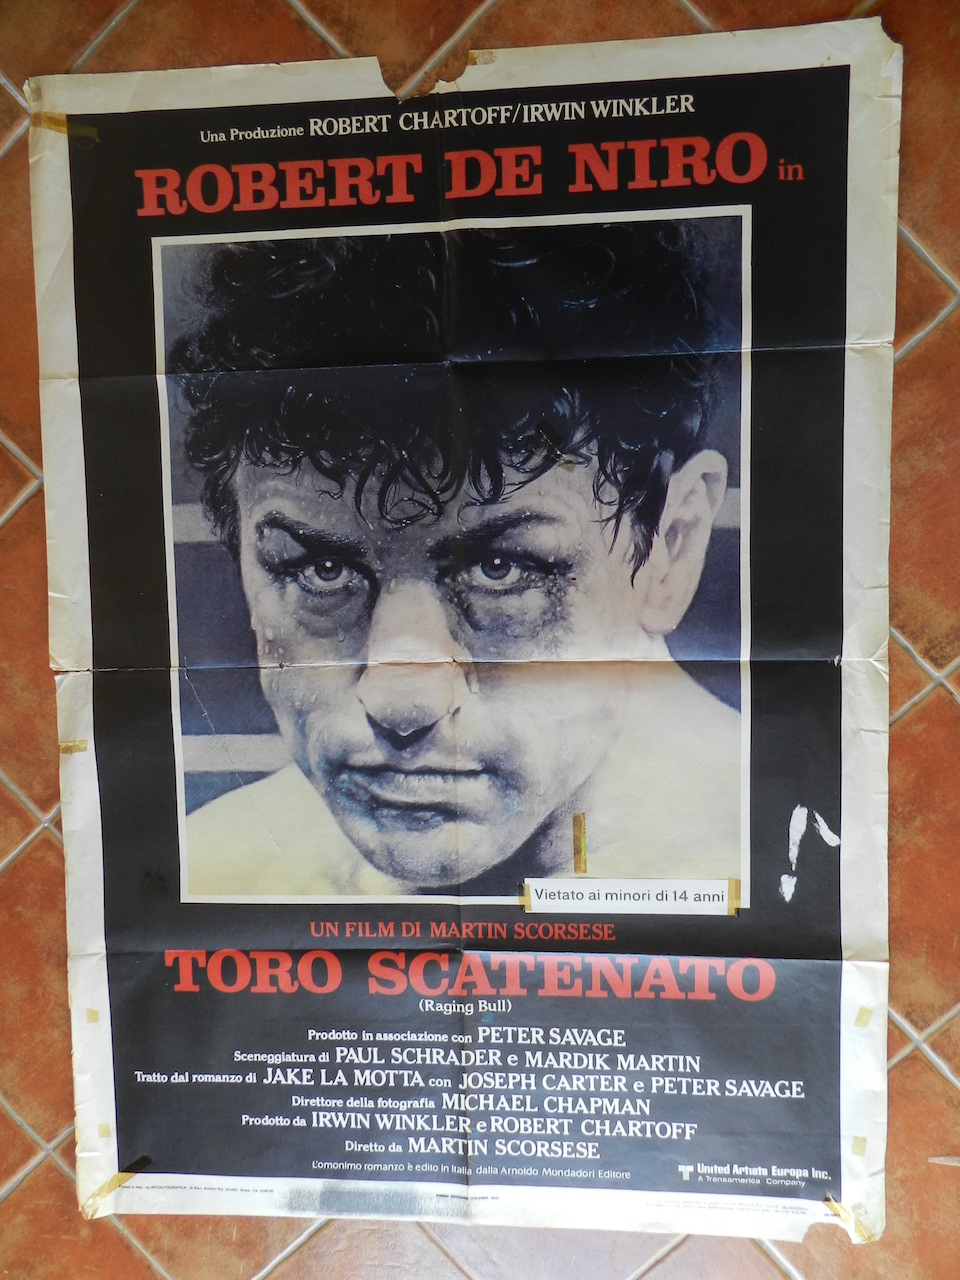 Una Produzione ROBERT CHARTOFF/IRWIN WINKLER
ROBERT DE NIRO in
Vietato ai minori di 14 anni
UN FILM DI MARTIN SCORSESE
TORO SCATENATO
(Raging Bull)
Prodotto in associazione con PETER SAVAGE
Sceneggiatura di PAUL SCHRADER e MARDIK MARTIN
Tratto dal romanzo di JAKE LA MOTTA con JOSEPH CARTER e PETER SAVAGE
Direttore della fotografia MICHAEL CHAPMAN
Prodotto da IRWIN WINKLER e ROBERT CHARTOFF
Diretto da MARTIN SCORSESE
L'omonimo romanzo è edito in Italia dalla Arnoldo Mondadori Editore
United Artists Europa Inc.
A Transamerica Company